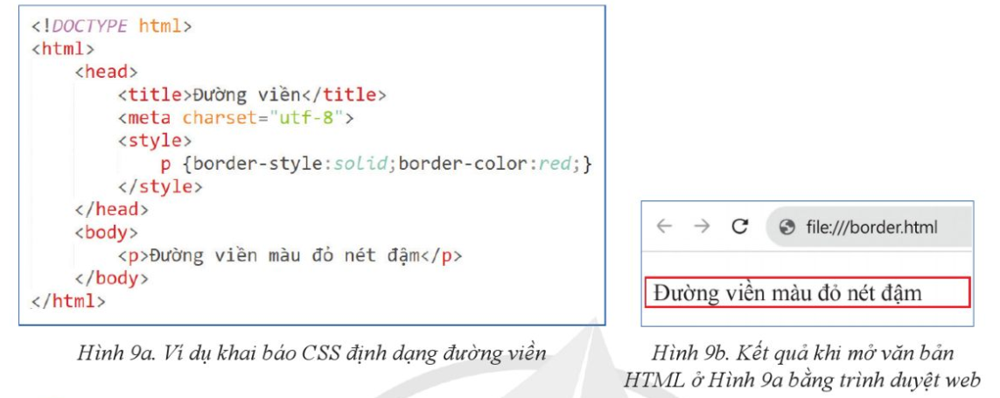 <!DOCTYPE html>
<html>
<head>
<title>Đường viền</title>
<meta charset="utf-8">
<style>
p {border-style:solid;border-color:red;}
</style>
</head>
<body>
<p>Đường viền màu đỏ nét đậm</p>
</body>
</html>
Hình 9a. Ví dụ khai báo CSS định dạng đường viền
file:///border.html
Đường viền màu đỏ nét đậm
Hình 9b. Kết quả khi mở văn bản
HTML ở Hình 9a bằng trình duyệt web